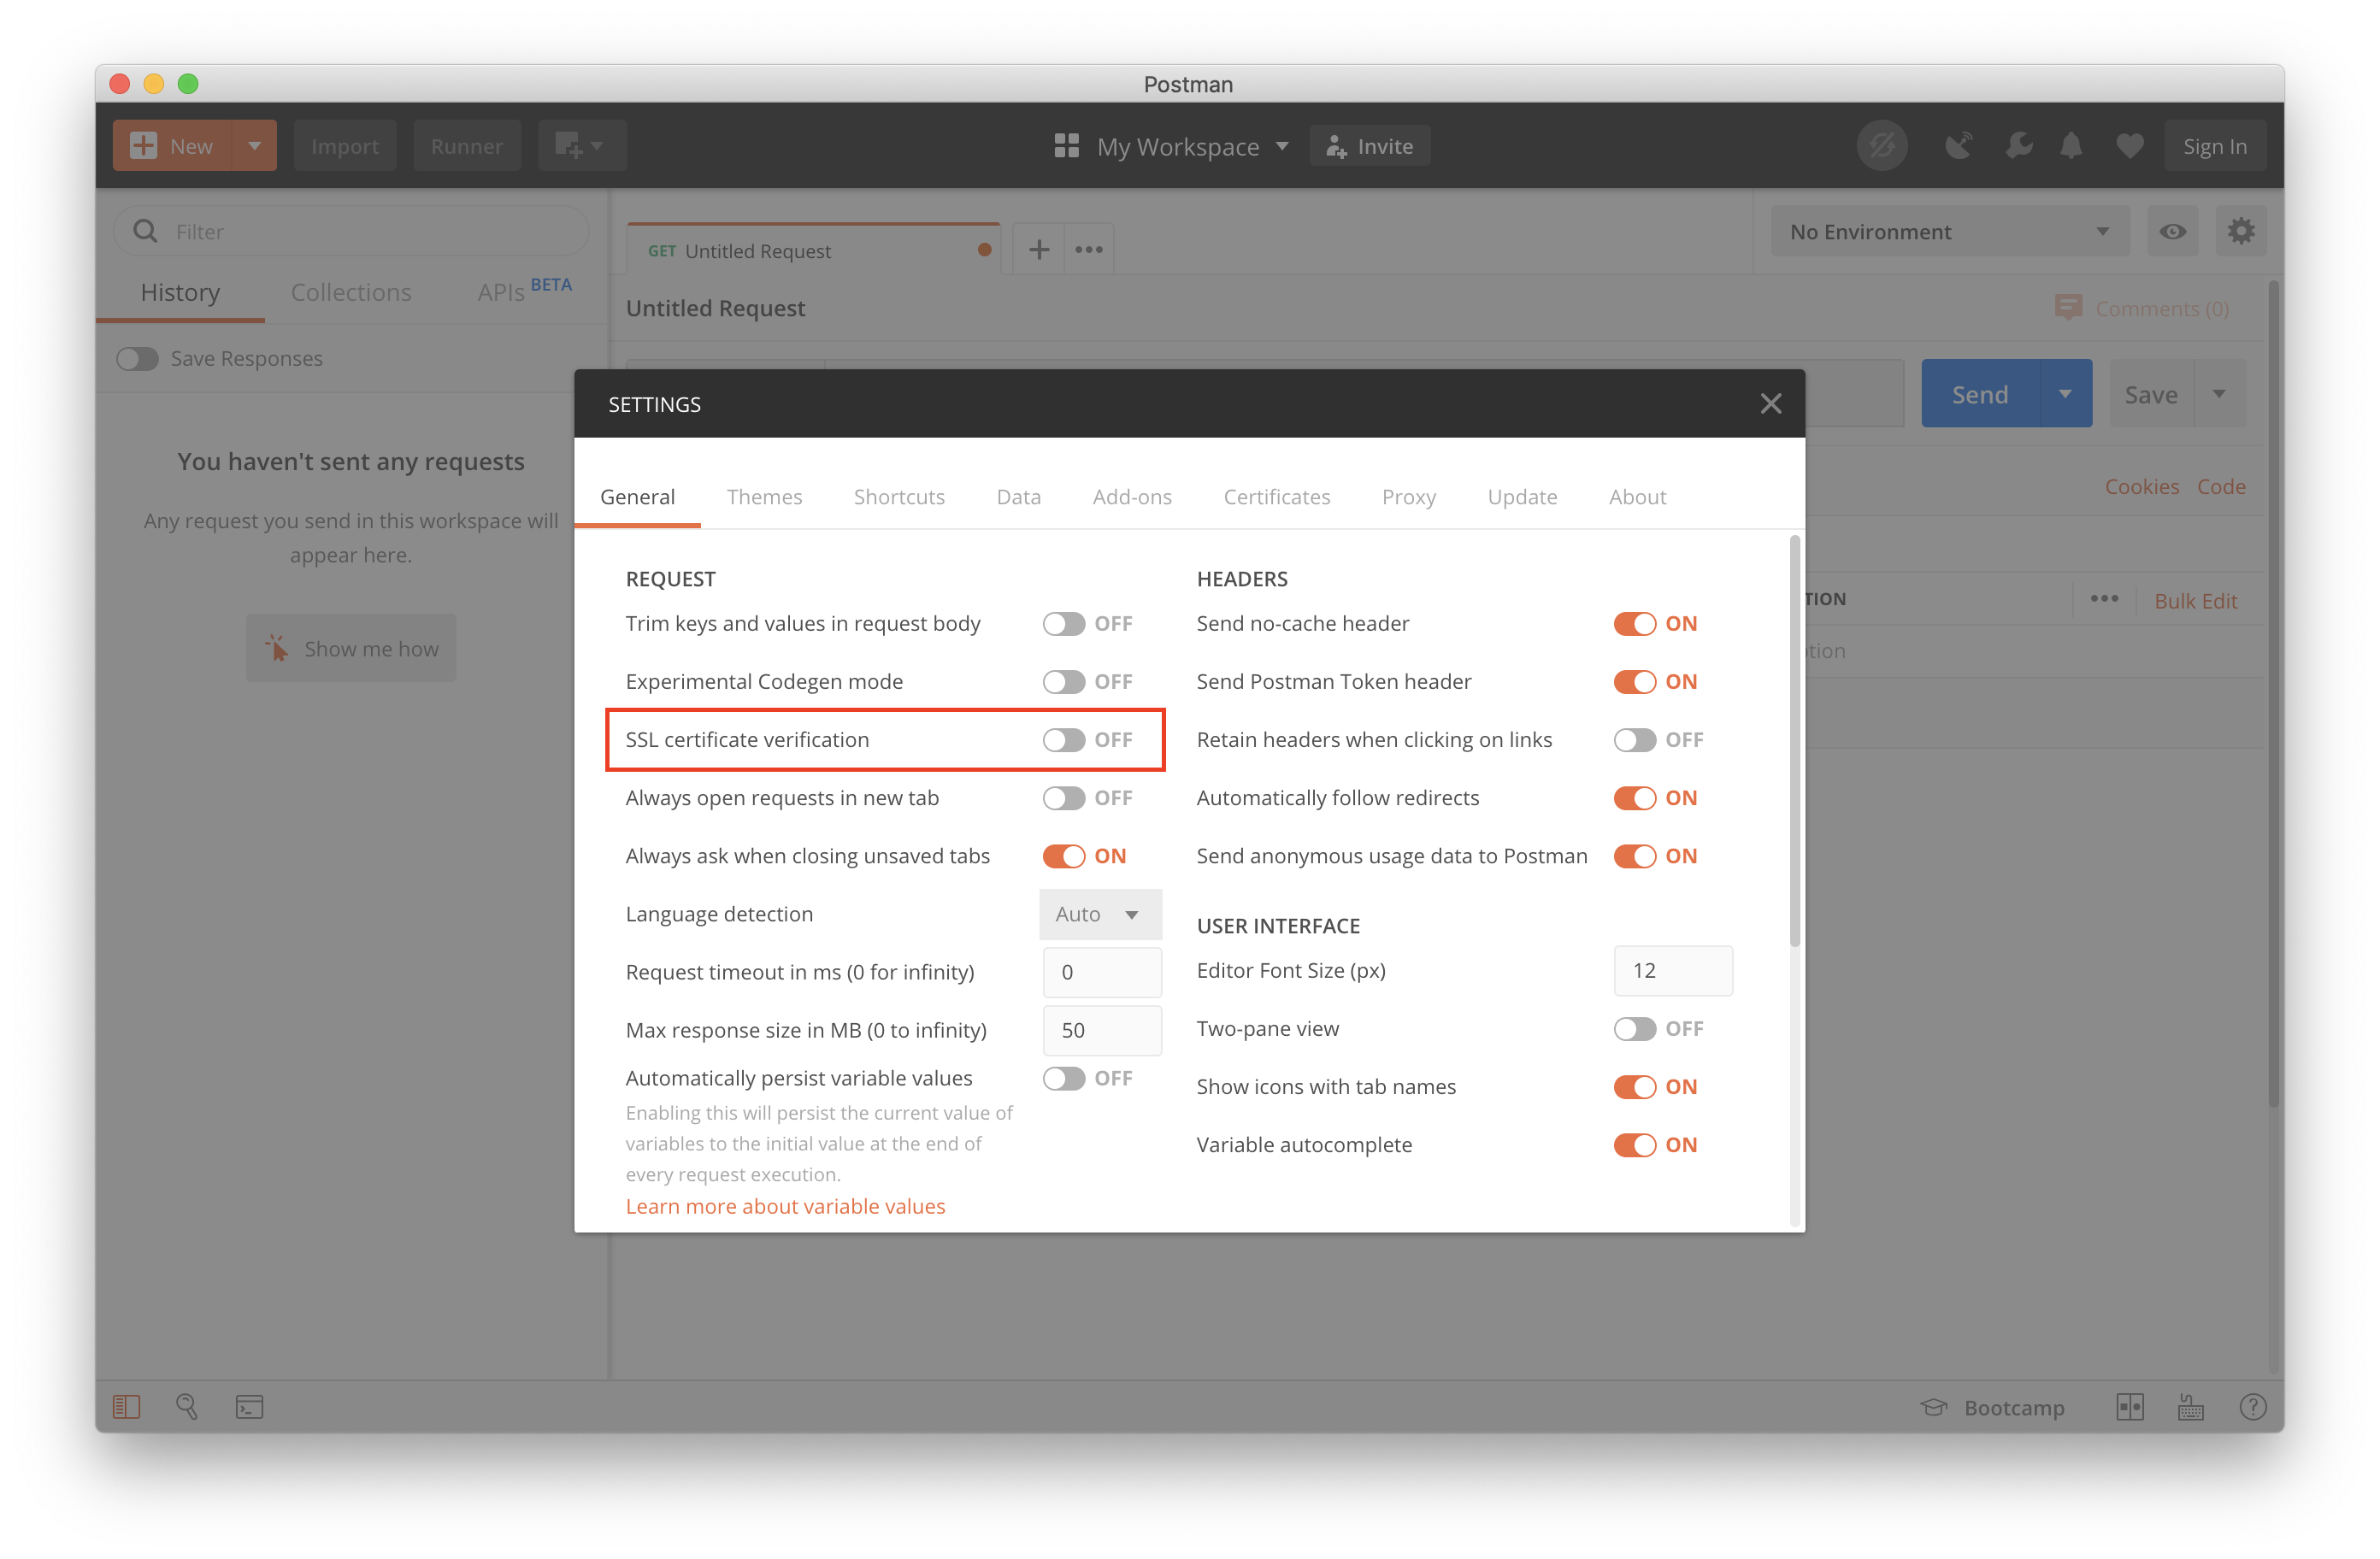 Postman
New
Import
Runner
My Workspace
Invite
Sign In
Filter
GET Untitled Request
No Environment
History
Collections
APIs BETA
Untitled Request
Comments (0)
Save Responses
Send
Save
SETTINGS
You haven't sent any requests
Any request you send in this workspace will
appear here.
Show me how
Cookies
Code
General
Themes
Shortcuts
Data
Add-ons
Certificates
Proxy
Update
About
TION
Bulk Edit
tion
REQUEST
Trim keys and values in request body OFF
Experimental Codegen mode OFF
SSL certificate verification OFF
Always open requests in new tab OFF
Always ask when closing unsaved tabs ON
Language detection Auto
Request timeout in ms (0 for infinity) 0
Max response size in MB (0 to infinity) 50
Automatically persist variable values OFF
Enabling this will persist the current value of
variables to the initial value at the end of
every request execution.
Learn more about variable values
HEADERS
Send no-cache header ON
Send Postman Token header ON
Retain headers when clicking on links OFF
Automatically follow redirects ON
Send anonymous usage data to Postman ON
USER INTERFACE
Editor Font Size (px) 12
Two-pane view OFF
Show icons with tab names ON
Variable autocomplete ON
Bootcamp